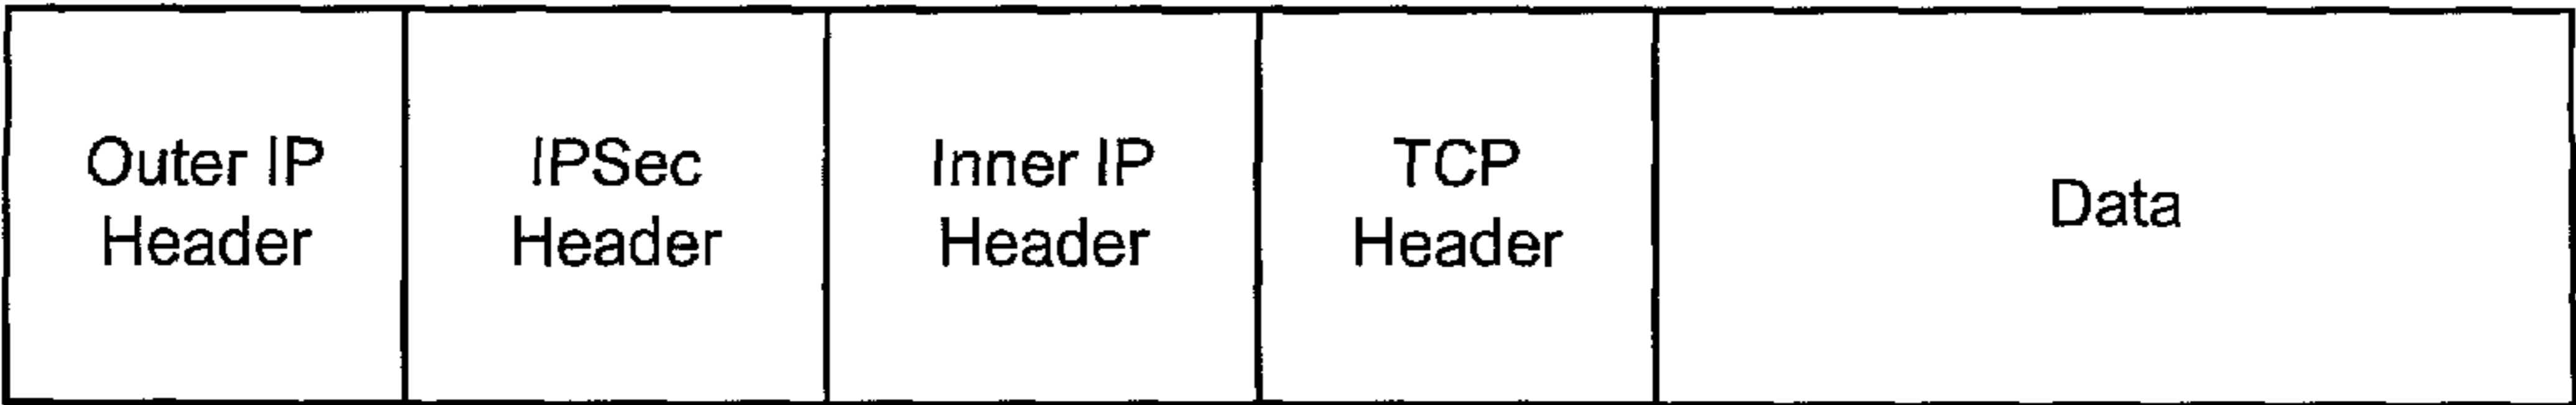 Outer IP
Header
IPSec
Header
Inner IP
Header
TCP
Header
Data